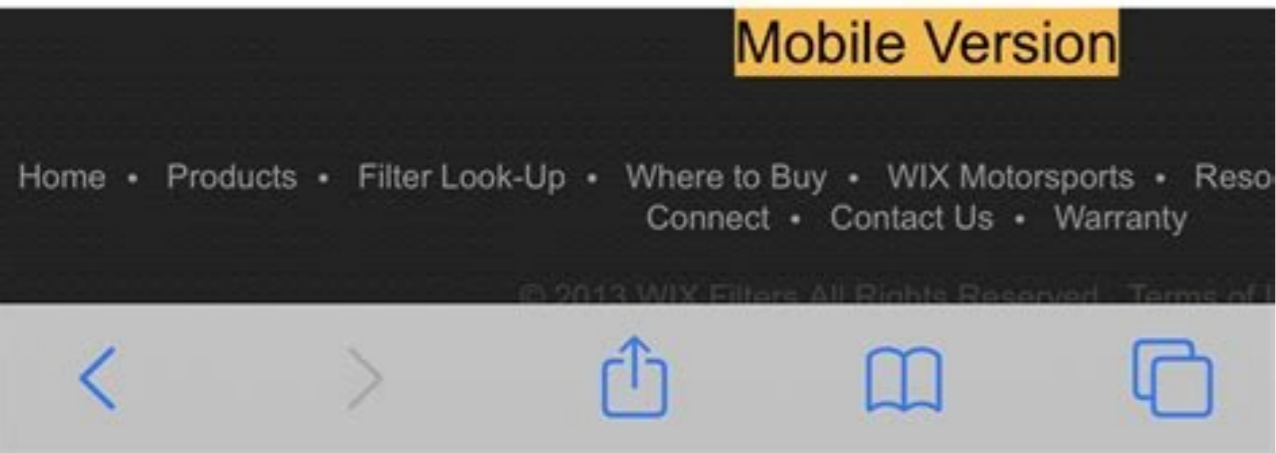 Mobile Version
Home • Products • Filter Look-Up • Where to Buy • WIX Motorsports • Reso
Connect • Contact Us • Warranty
© 2013 WIX Filters All Rights Reserved Terms of